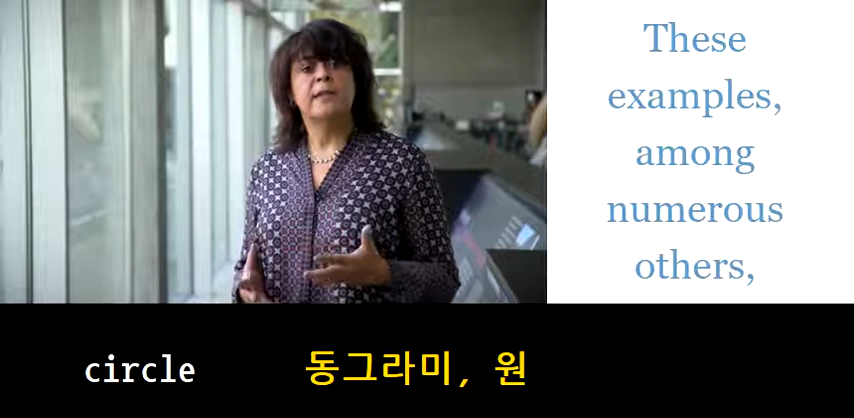 These
examples,
among
numerous
others,
circle 동그라미, 원